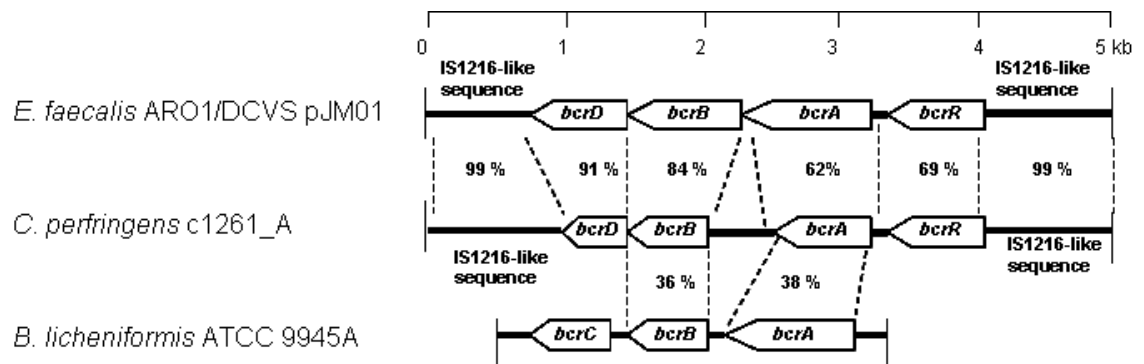 0 1 2 3 4 5 kb
IS1216-like sequence
IS1216-like sequence
E. faecalis ARO1/DCVS pJM01 bcrD bcrB bcrA bcrR
99 % 91 % 84 % 62% 69 % 99 %
C. perfringens c1261_A bcrD bcrB bcrA bcrR
IS1216-like sequence
IS1216-like sequence
36 % 38 %
B. licheniformis ATCC 9945A bcrC bcrB bcrA